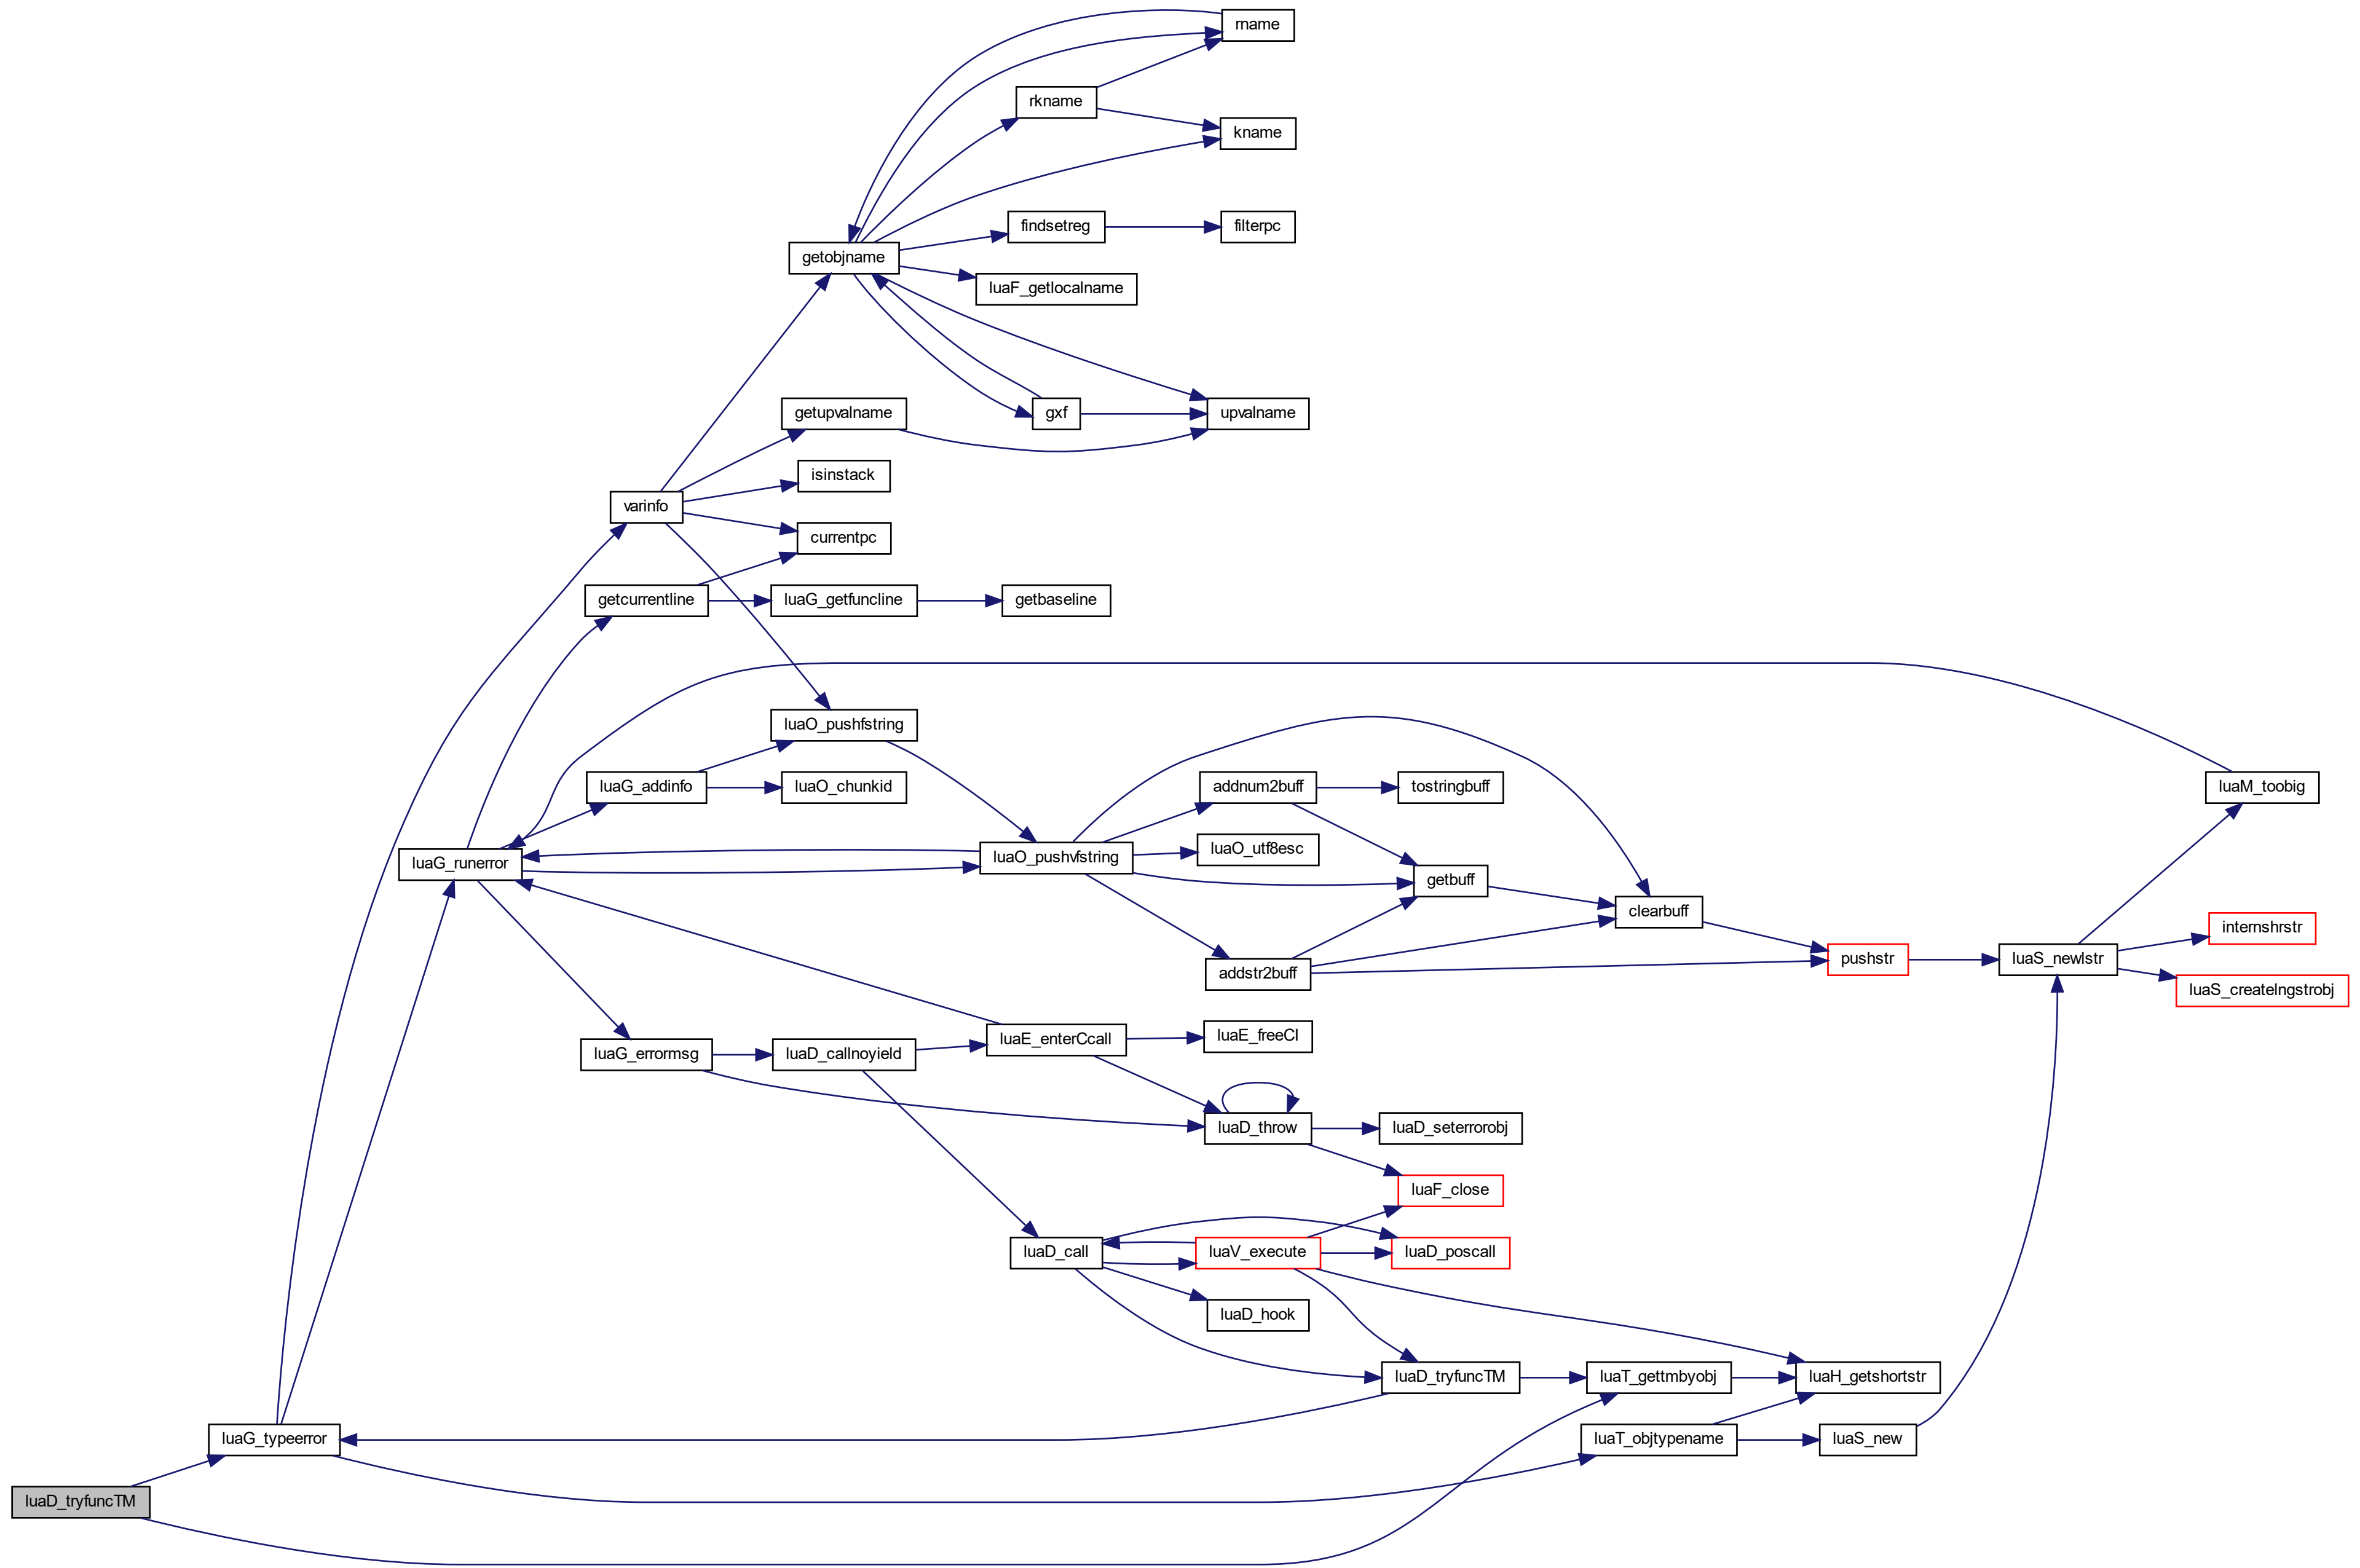 rname
rkname
kname
findsetreg
filterpc
getobjname
luaF_getlocalname
getupvalname
gxf
upvalname
isinstack
varinfo
currentpc
getcurrentline
luaG_getfuncline
getbaseline
luaO_pushfstring
luaG_addinfo
luaO_chunkid
addnum2buff
tostringbuff
luaM_toobig
luaG_runerror
luaO_pushvfstring
luaO_utf8esc
getbuff
clearbuff
internshrstr
pushstr
luaS_newlstr
addstr2buff
luaS_createlngstrobj
luaG_errormsg
luaD_callnoyield
luaE_enterCcall
luaE_freeCI
luaD_throw
luaD_seterrorobj
luaF_close
luaD_call
luaV_execute
luaD_poscall
luaD_hook
luaD_tryfuncTM
luaT_gettmbyobj
luaH_getshortstr
luaG_typeerror
luaT_objtypename
luaS_new
luaD_tryfuncTM